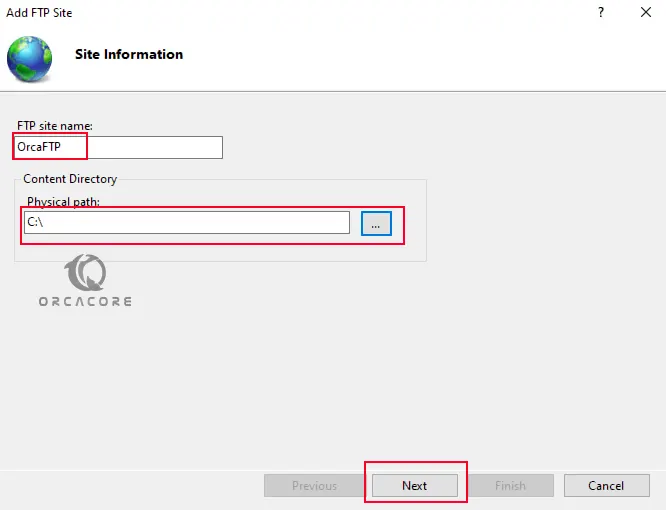 Add FTP Site
?
Site Information
FTP site name:
OrcaFTP
Content Directory
Physical path:
C:\
...
ORCACORE
Previous
Next
Finish
Cancel